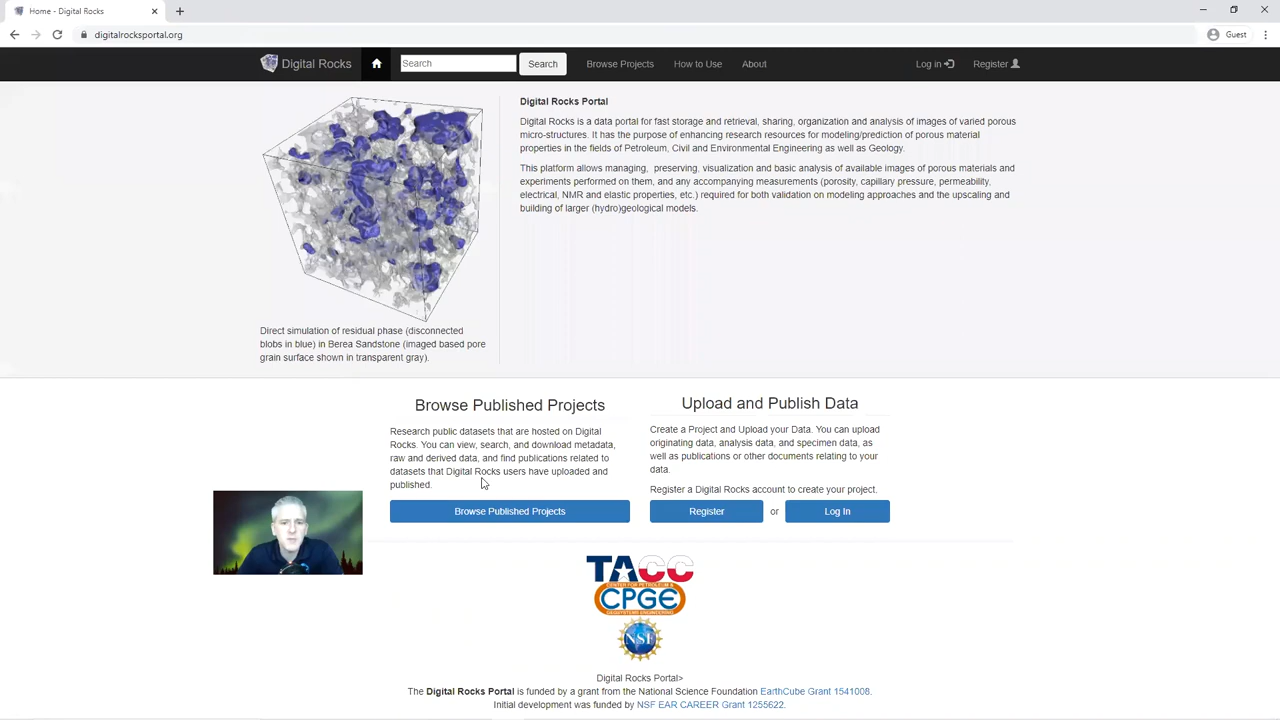 Home - Digital Rocks
digitalrocksportal.org
Guest
Digital Rocks
Search
Search
Browse Projects
How to Use
About
Log in
Register
Direct simulation of residual phase (disconnected
blobs in blue) in Berea Sandstone (imaged based pore
grain surface shown in transparent gray).
Digital Rocks Portal
Digital Rocks is a data portal for fast storage and retrieval, sharing, organization and analysis of images of varied porous
micro-structures. It has the purpose of enhancing research resources for modeling/prediction of porous material
properties in the fields of Petroleum, Civil and Environmental Engineering as well as Geology.
This platform allows managing, preserving, visualization and basic analysis of available images of porous materials and
experiments performed on them, and any accompanying measurements (porosity, capillary pressure, permeability,
electrical, NMR and elastic properties, etc.) required for both validation on modeling approaches and the upscaling and
building of larger (hydro)geological models.
Browse Published Projects
Research public datasets that are hosted on Digital
Rocks. You can view, search, and download metadata,
raw and derived data, and find publications related to
datasets that Digital Rocks users have uploaded and
published.
Browse Published Projects
Upload and Publish Data
Create a Project and Upload your Data. You can upload
originating data, analysis data, and specimen data, as
well as publications or other documents relating to your
data.
Register a Digital Rocks account to create your project.
Register
or
Log In
TACC
CENTER FOR PETROLEUM &
CPGE
GEOSYSTEMS ENGINEERING
NSF
Digital Rocks Portal>
The Digital Rocks Portal is funded by a grant from the National Science Foundation EarthCube Grant 1541008.
Initial development was funded by NSF EAR CAREER Grant 1255622.